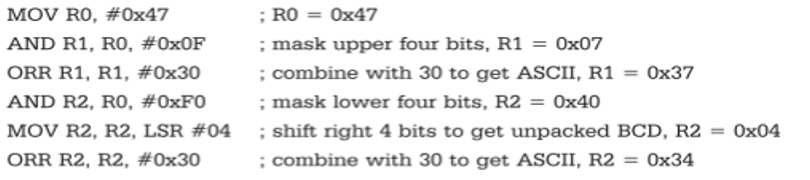 MOV R0, #0x47 ; R0 = 0x47
AND R1, R0, #0x0F ; mask upper four bits, R1 = 0x07
ORR R1, R1, #0x30 ; combine with 30 to get ASCII, R1 = 0x37
AND R2, R0, #0xF0 ; mask lower four bits, R2 = 0x40
MOV R2, R2, LSR #04 ; shift right 4 bits to get unpacked BCD, R2 = 0x04
ORR R2, R2, #0x30 ; combine with 30 to get ASCII, R2 = 0x34